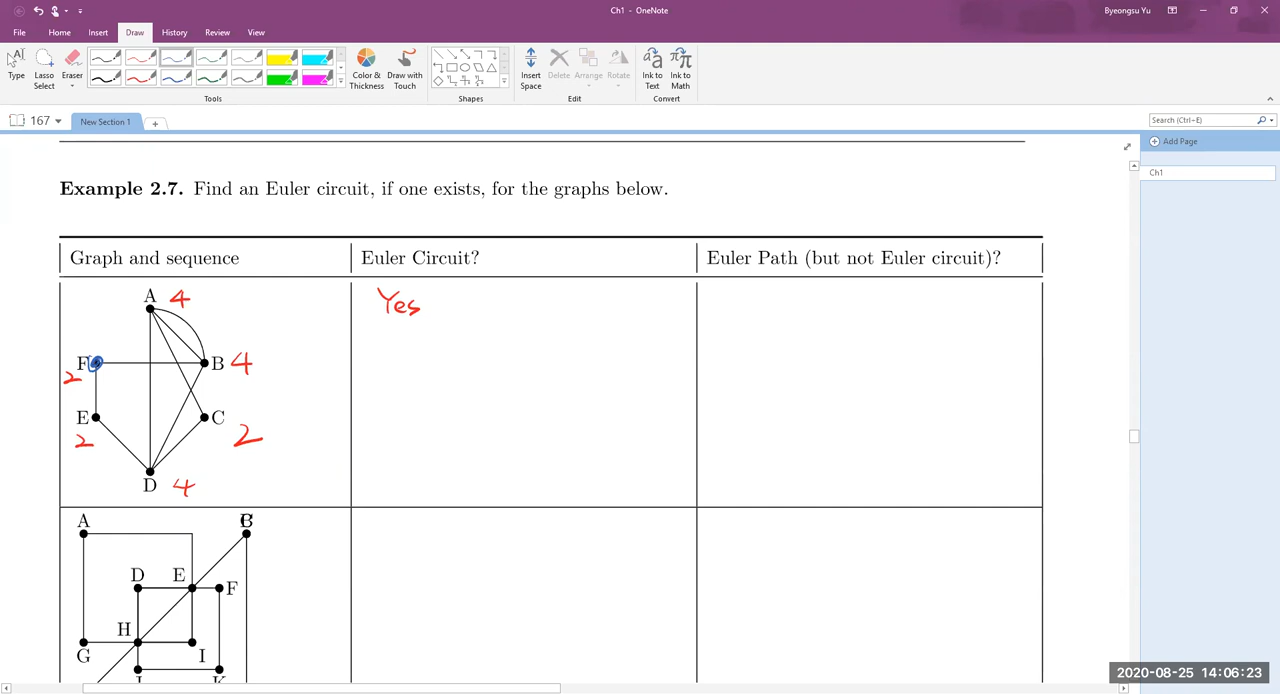 Ch1 - OneNote
Byeongsu Yu
File Home Insert Draw History Review View
Type
Lasso Select
Eraser
Color & Thickness
Draw with Touch
Insert Space
Delete
Arrange
Rotate
Ink to Text
Ink to Math
Tools
Shapes
Edit
Convert
167
New Section 1
Search (Ctrl+E)
Add Page
Ch1
Example 2.7. Find an Euler circuit, if one exists, for the graphs below.
Graph and sequence
Euler Circuit?
Euler Path (but not Euler circuit)?
A 4
Yes
F
B 4
2
E
C
2
2
D 4
A
D E
F
H
G
I
2020-08-25 14:06:23